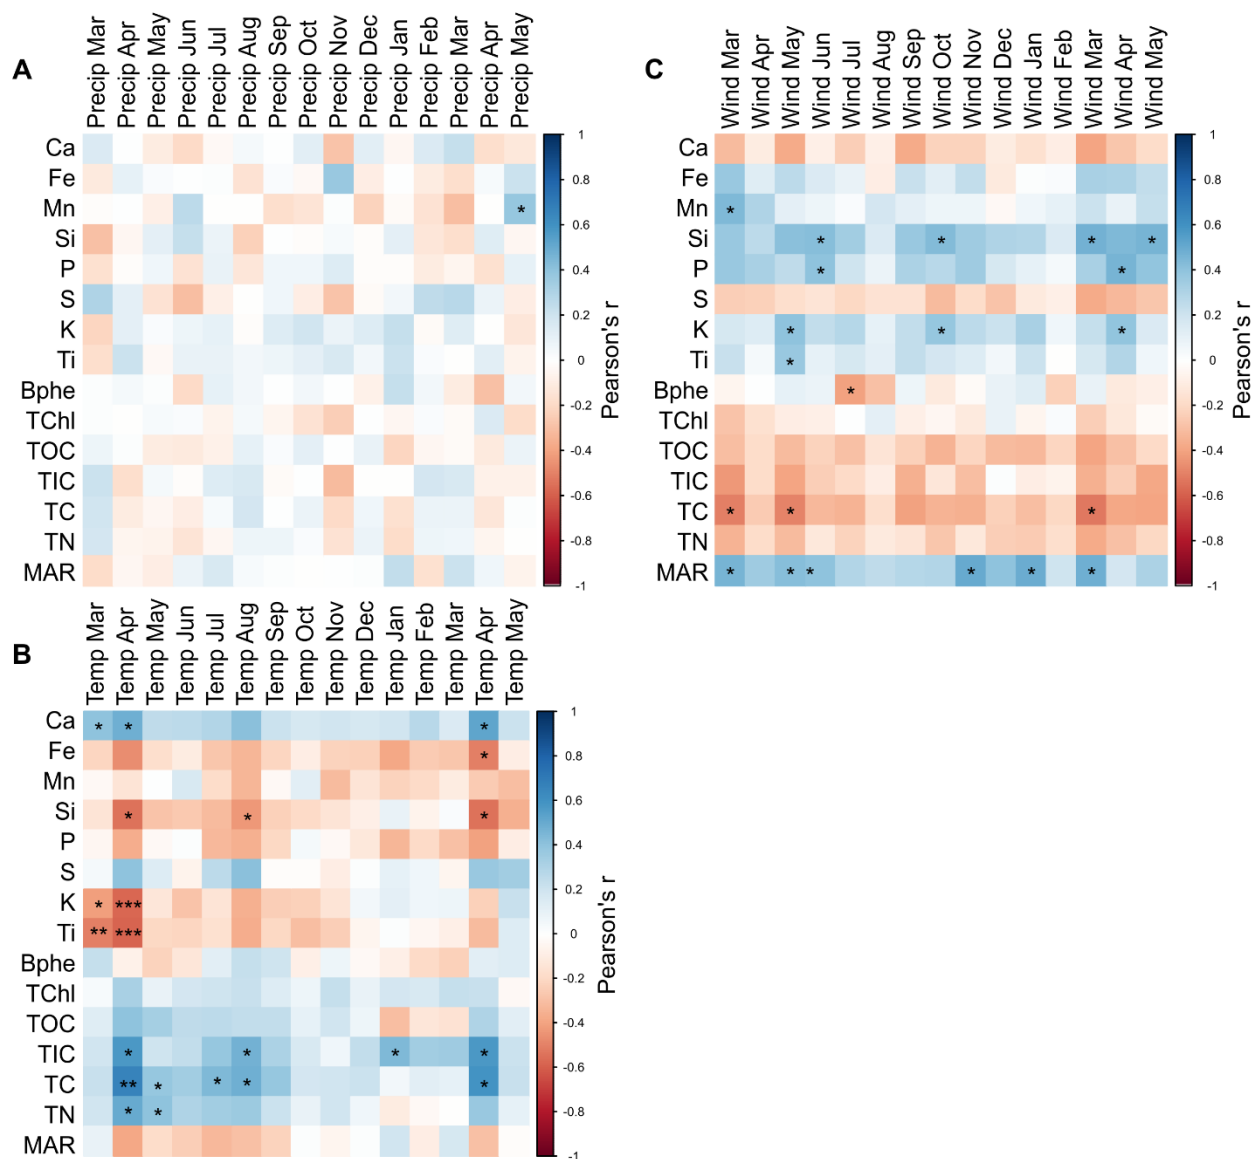 A
Precip Mar
Precip Apr
Precip May
Precip Jun
Precip Jul
Precip Aug
Precip Sep
Precip Oct
Precip Nov
Precip Dec
Precip Jan
Precip Feb
Precip Mar
Precip Apr
Precip May
Ca
Fe
Mn
*
Si
P
S
K
Ti
Bphe
TChl
TOC
TIC
TC
TN
MAR
1
0.8
0.6
0.4
0.2
0
-0.2
-0.4
-0.6
-0.8
-1
Pearson's r
C
Wind Mar
Wind Apr
Wind May
Wind Jun
Wind Jul
Wind Aug
Wind Sep
Wind Oct
Wind Nov
Wind Dec
Wind Jan
Wind Feb
Wind Mar
Wind Apr
Wind May
Ca
Fe
Mn *
Si * * * *
P * *
S
K * * *
Ti *
Bphe *
TChl
TOC
TIC
TC * * *
TN
MAR * * * * * *
1
0.8
0.6
0.4
0.2
0
-0.2
-0.4
-0.6
-0.8
-1
Pearson's r
B
Temp Mar
Temp Apr
Temp May
Temp Jun
Temp Jul
Temp Aug
Temp Sep
Temp Oct
Temp Nov
Temp Dec
Temp Jan
Temp Feb
Temp Mar
Temp Apr
Temp May
Ca * * *
Fe *
Mn
Si * * *
P
S
K * ***
Ti ** ***
Bphe
TChl
TOC
TIC * * * *
TC ** * * * *
TN * *
MAR
1
0.8
0.6
0.4
0.2
0
-0.2
-0.4
-0.6
-0.8
-1
Pearson's r